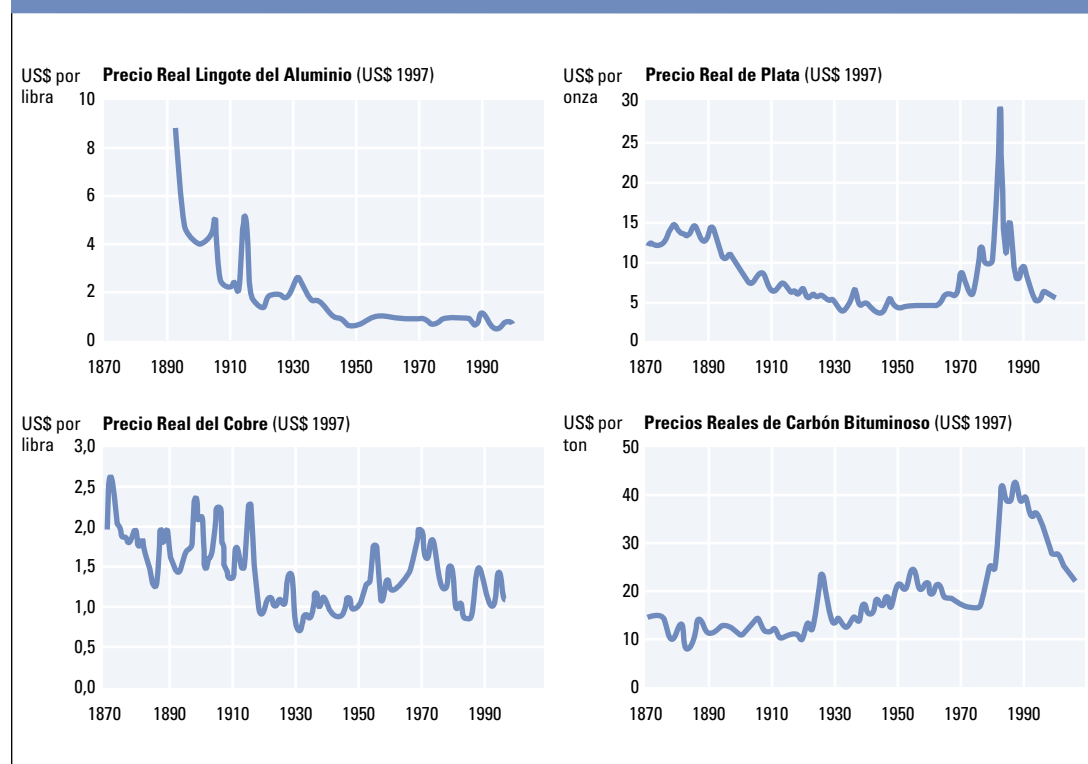 US$ por
libra
Precio Real Lingote del Aluminio (US$ 1997)
10
8
6
4
2
0
1870 1890 1910 1930 1950 1970 1990
US$ por
onza
Precio Real de Plata (US$ 1997)
30
25
20
15
10
5
0
1870 1890 1910 1930 1950 1970 1990
US$ por
libra
Precio Real del Cobre (US$ 1997)
3,0
2,5
2,0
1,5
1,0
0,5
0,0
1870 1890 1910 1930 1950 1970 1990
US$ por
ton
Precios Reales de Carbón Bituminoso (US$ 1997)
50
40
30
20
10
0
1870 1890 1910 1930 1950 1970 1990